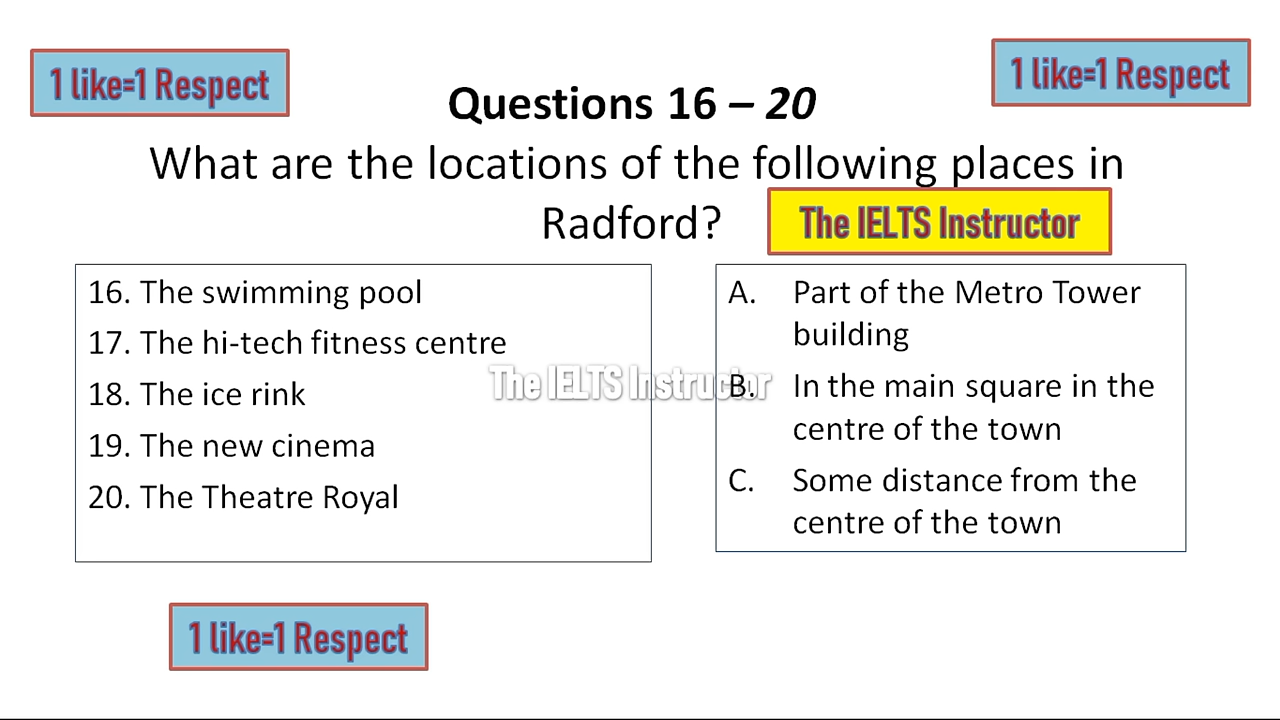 1 like=1 Respect
1 like=1 Respect
Questions 16 – 20
What are the locations of the following places in
Radford?
The IELTS Instructor
16. The swimming pool
17. The hi-tech fitness centre
18. The ice rink
19. The new cinema
20. The Theatre Royal
The IELTS Instructor
A. Part of the Metro Tower
building
B. In the main square in the
centre of the town
C. Some distance from the
centre of the town
1 like=1 Respect